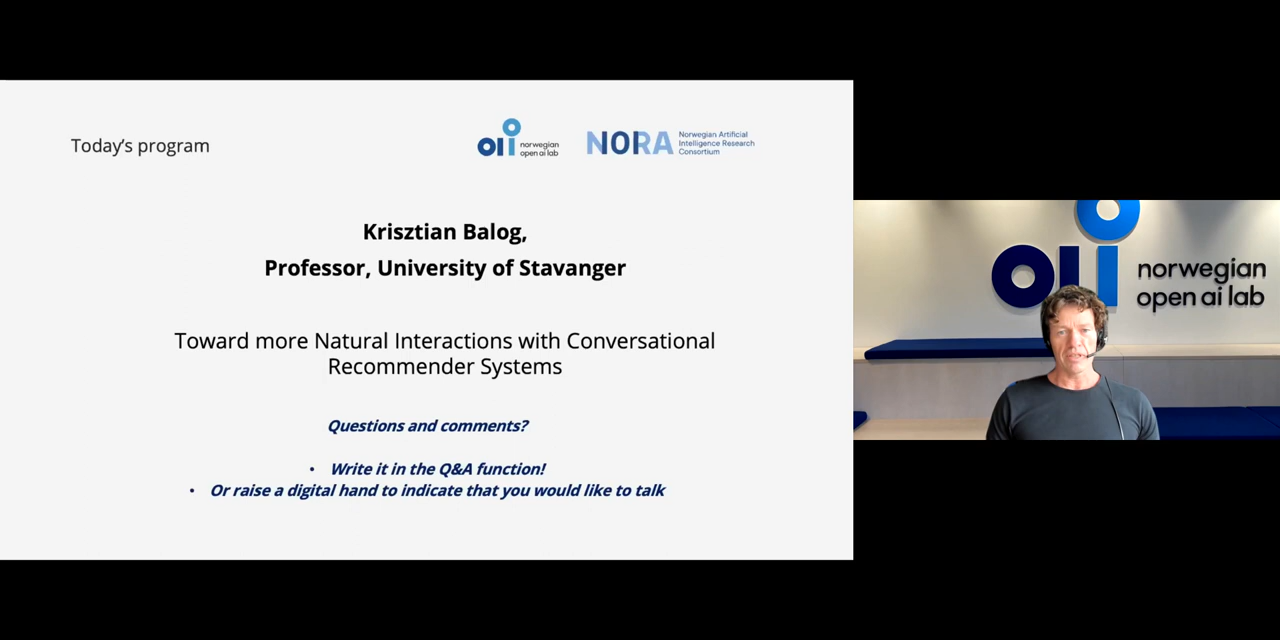 Today's program
norwegian
open ai lab
NORA
Norwegian Artificial
Intelligence Research
Consortium
Krisztian Balog,
Professor, University of Stavanger
Toward more Natural Interactions with Conversational
Recommender Systems
Questions and comments?
• Write it in the Q&A function!
• Or raise a digital hand to indicate that you would like to talk
norwegian
open ai lab